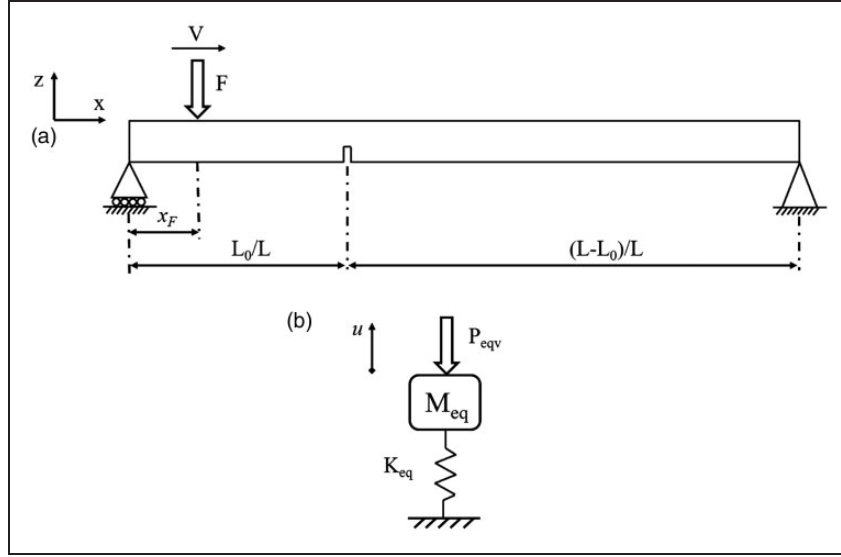 V
F
z
x
(a)
x_F
L₀/L
(L-L₀)/L
(b)
u
P_eqv
M_eq
K_eq